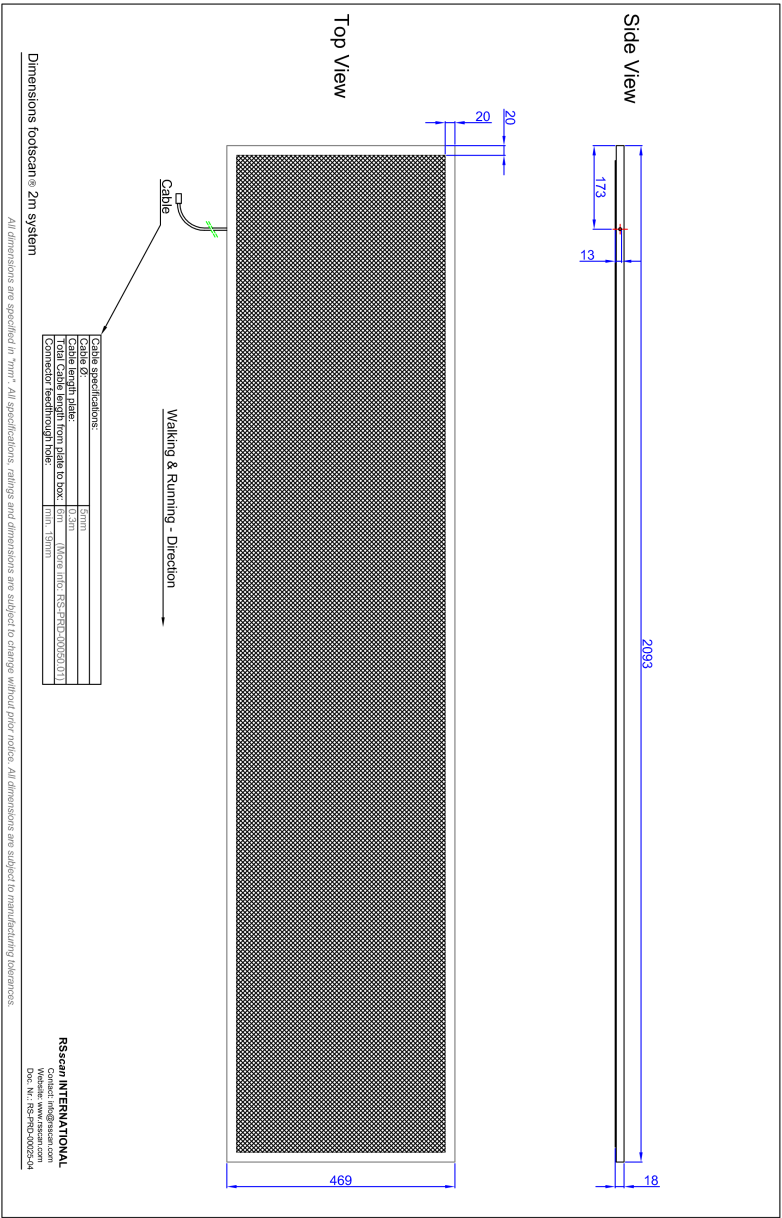 Side View
2093
173
13
18
Top View
20
20
469
Cable
Walking & Running - Direction
Cable specifications:
Cable Ø: 5mm
Cable length plate: 0.3m
Total Cable length from plate to box: 6m (More info: RS-PRD-00050.01)
Connector feedthrough hole: min. 19mm
Dimensions footscan® 2m system
RSscan INTERNATIONAL
Contact: info@rsscan.com
Website: www.rsscan.com
Doc. Nr.: RS-PRD-00025-04
All dimensions are specified in "mm". All specifications, ratings and dimensions are subject to change without prior notice. All dimensions are subject to manufacturing tolerances.